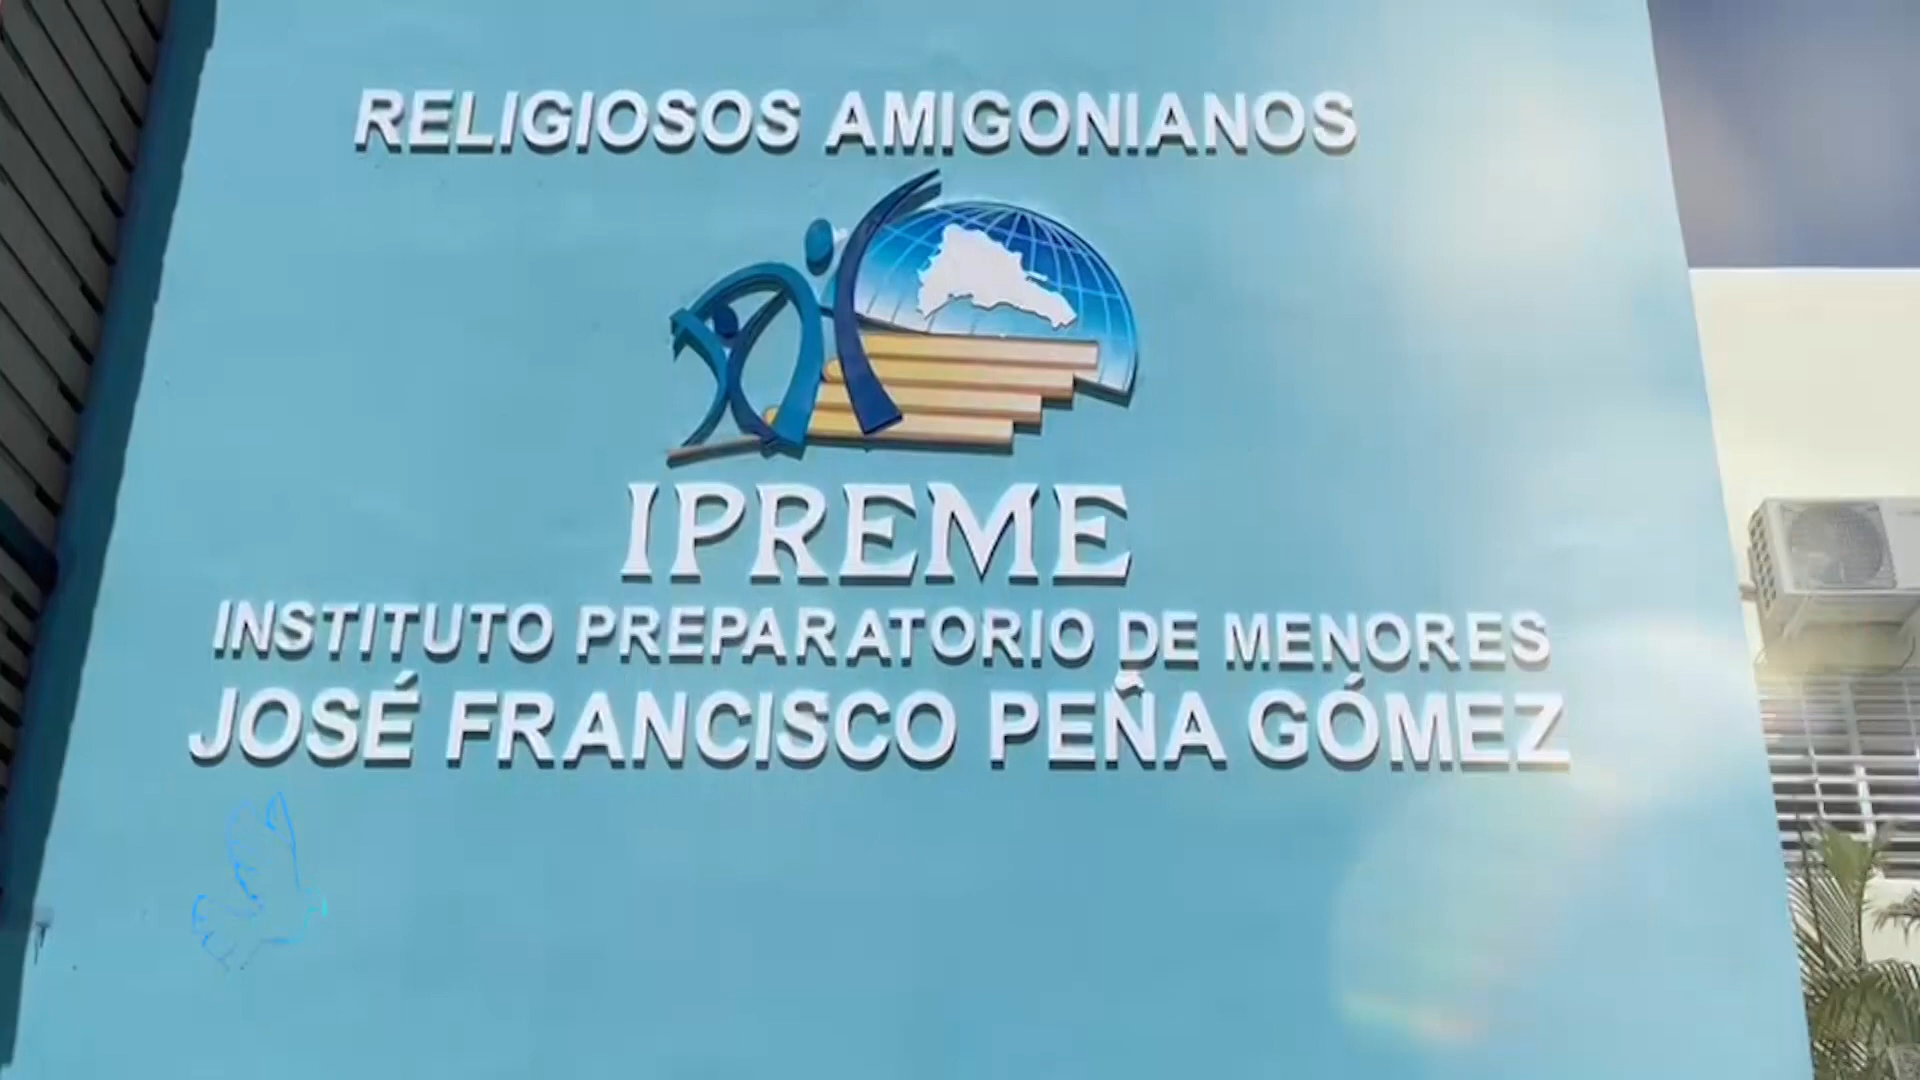 RELIGIOSOS AMIGONIANOS
IPREME
INSTITUTO PREPARATORIO DE MENORES
JOSÉ FRANCISCO PEÑA GÓMEZ